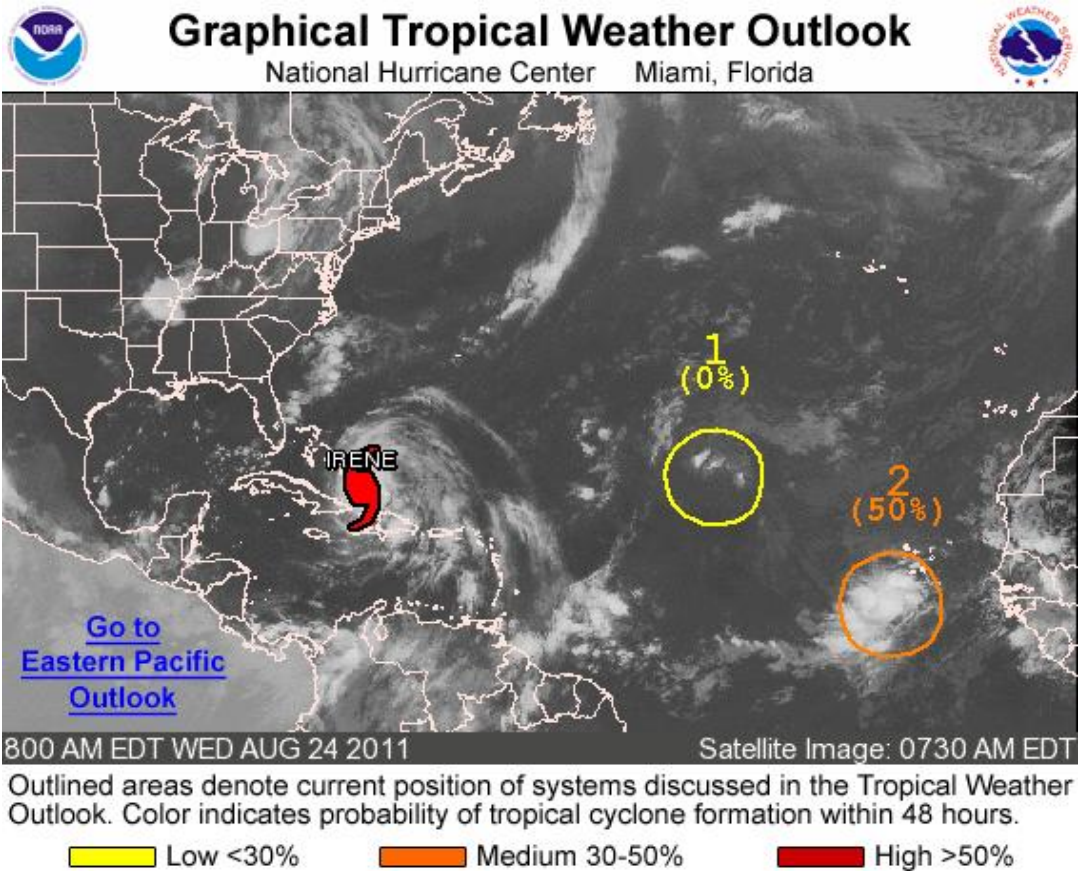 NOAA
Graphical Tropical Weather Outlook
National Hurricane Center Miami, Florida
NATIONAL WEATHER SERVICE
1
(0%)
IRENE
2
(50%)
Go to
Eastern Pacific
Outlook
800 AM EDT WED AUG 24 2011 Satellite Image: 0730 AM EDT
Outlined areas denote current position of systems discussed in the Tropical Weather
Outlook. Color indicates probability of tropical cyclone formation within 48 hours.
Low <30% Medium 30-50% High >50%